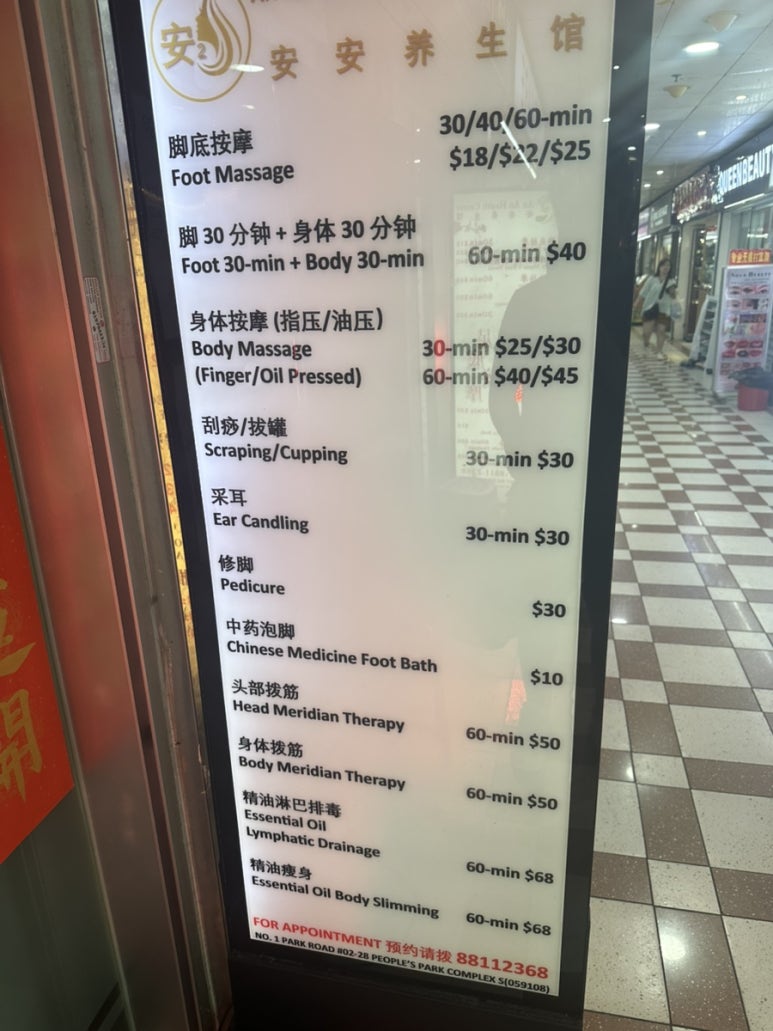 安2
安安养生馆
脚底按摩
Foot Massage
30/40/60-min
$18/$22/$25
脚 30 分钟 + 身体 30 分钟
Foot 30-min + Body 30-min 60-min $40
身体按摩 (指压/油压)
Body Massage 30-min $25/$30
(Finger/Oil Pressed) 60-min $40/$45
刮痧/拔罐
Scraping/Cupping 30-min $30
采耳
Ear Candling 30-min $30
修脚
Pedicure $30
中药泡脚
Chinese Medicine Foot Bath $10
头部拨筋
Head Meridian Therapy 60-min $50
身体拨筋
Body Meridian Therapy 60-min $50
精油淋巴排毒
Essential Oil
Lymphatic Drainage 60-min $68
精油瘦身
Essential Oil Body Slimming 60-min $68
FOR APPOINTMENT 预约请拨 88112368
NO. 1 PARK ROAD #02-28 PEOPLE'S PARK COMPLEX S(059108)
QUEENBEAUTY
開